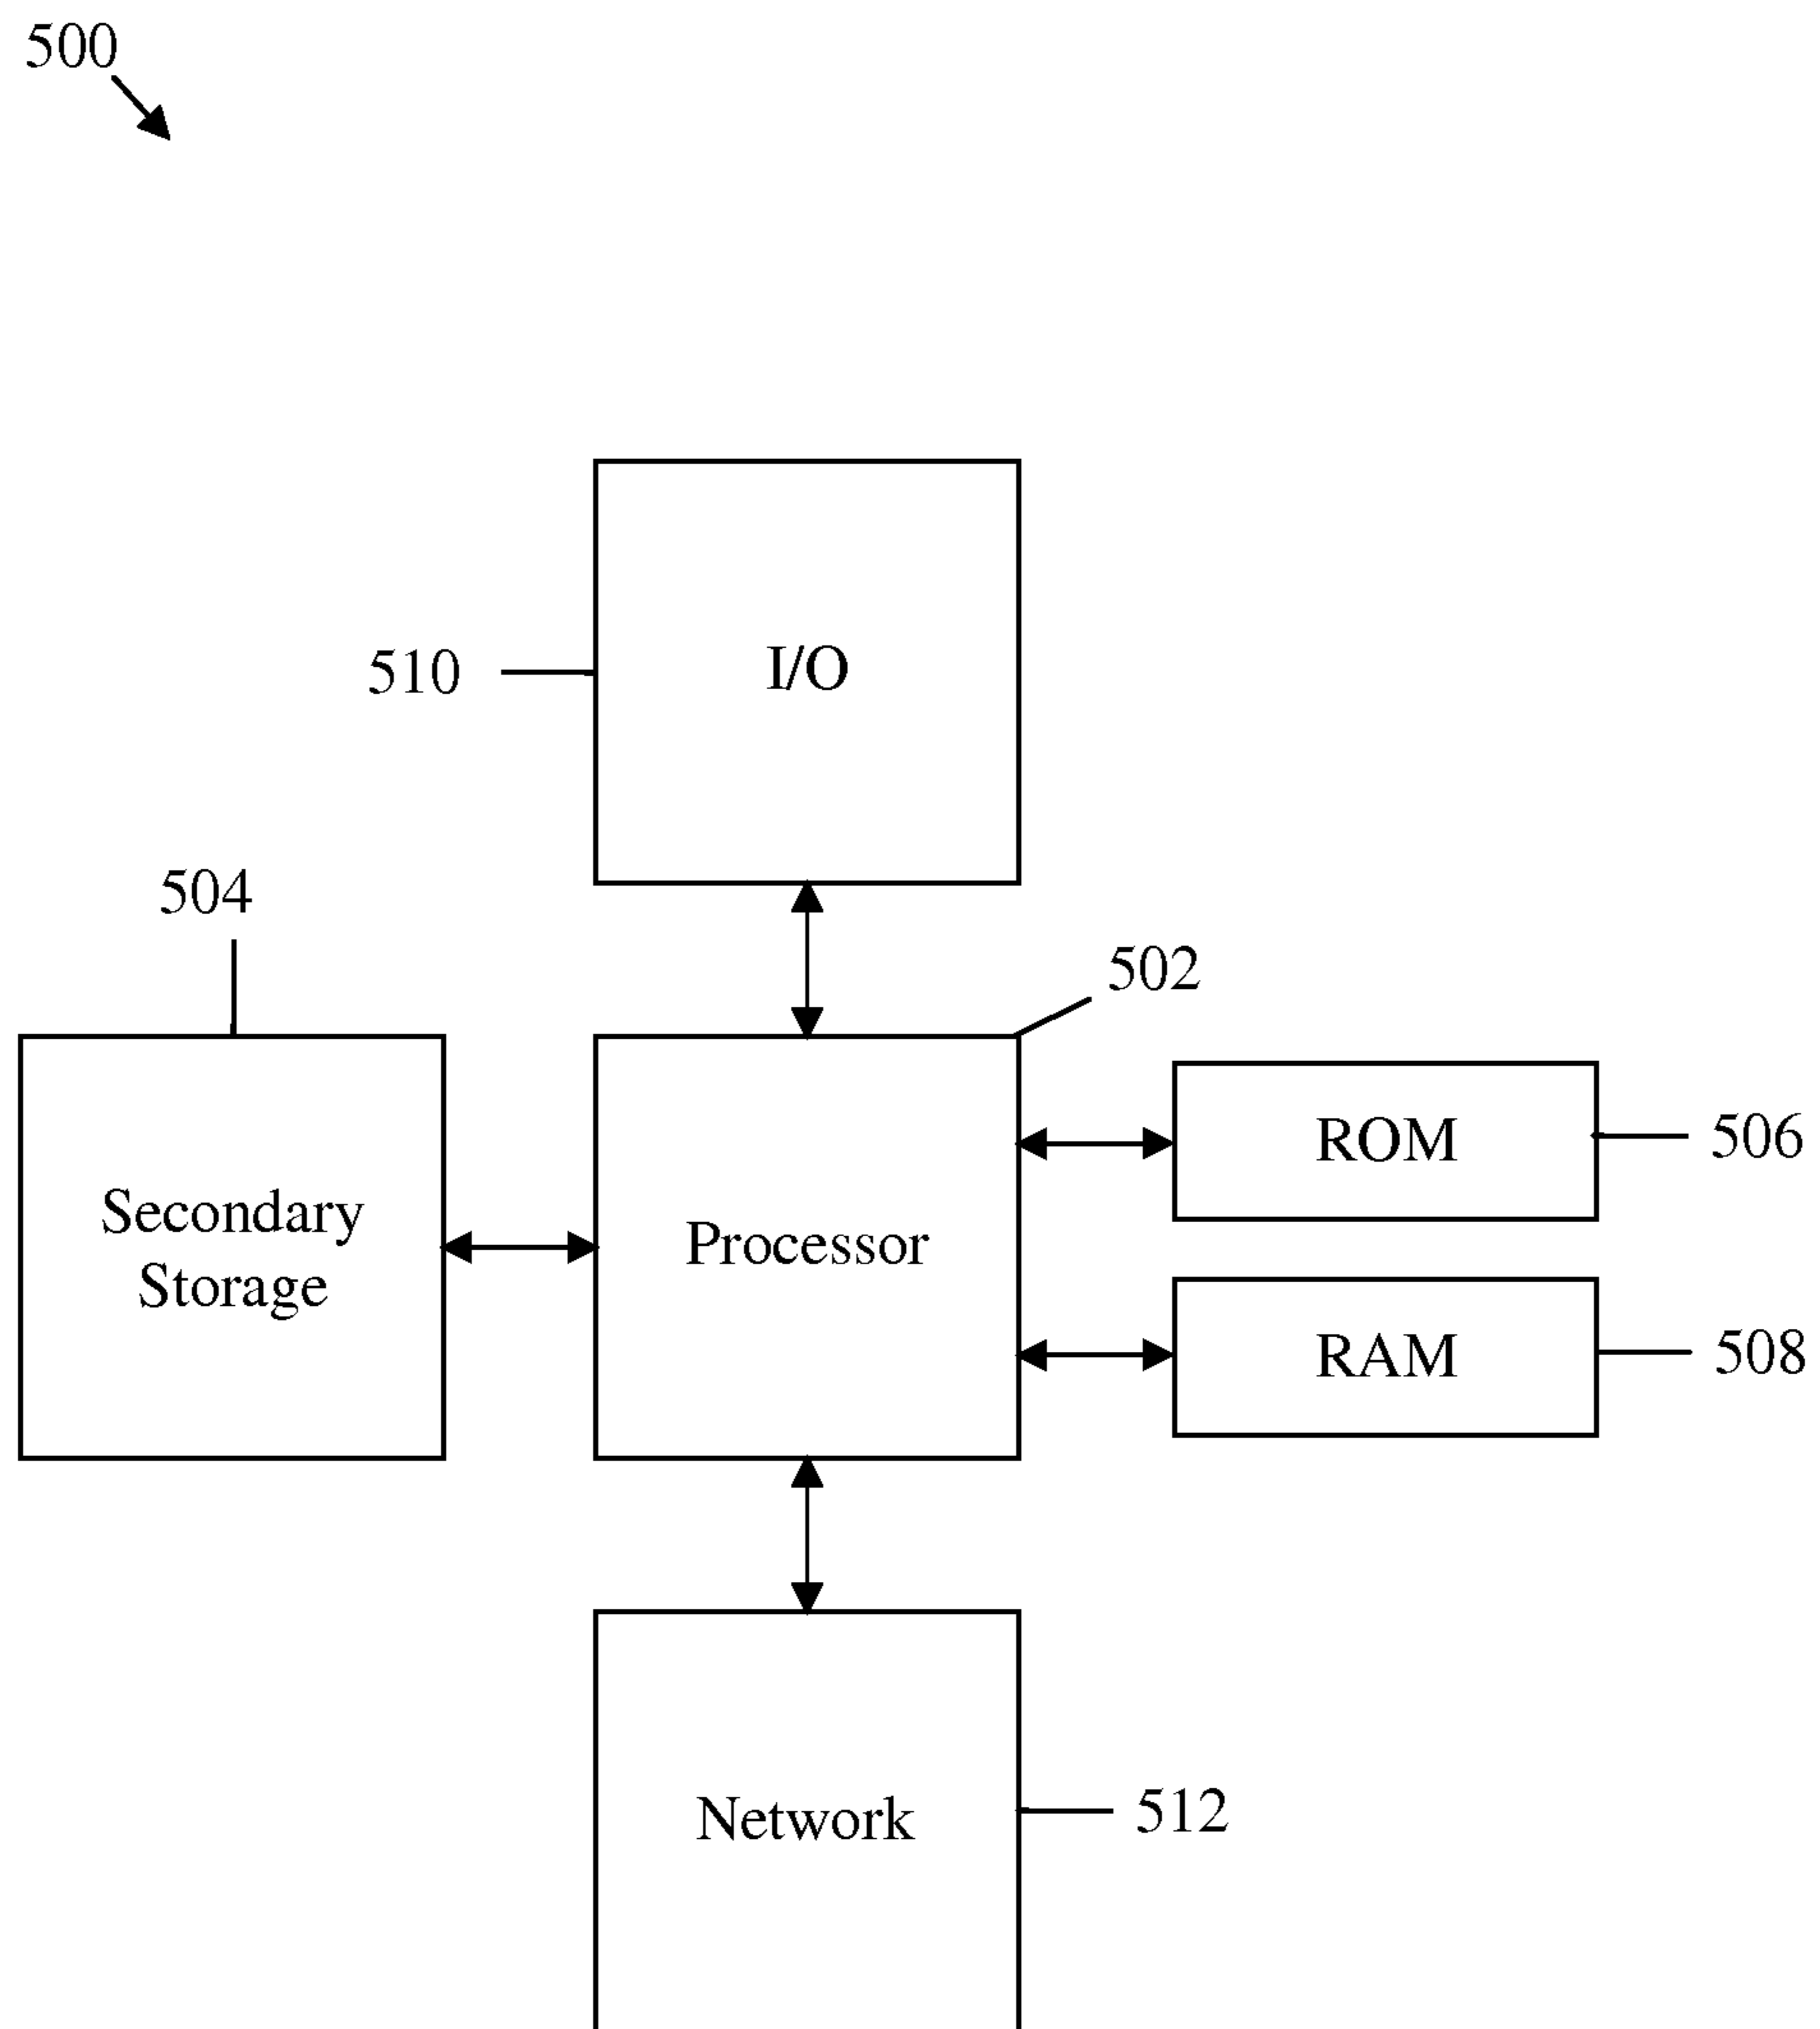 500
510
I/O
504
502
Secondary
Storage
Processor
ROM
506
RAM
508
Network
512